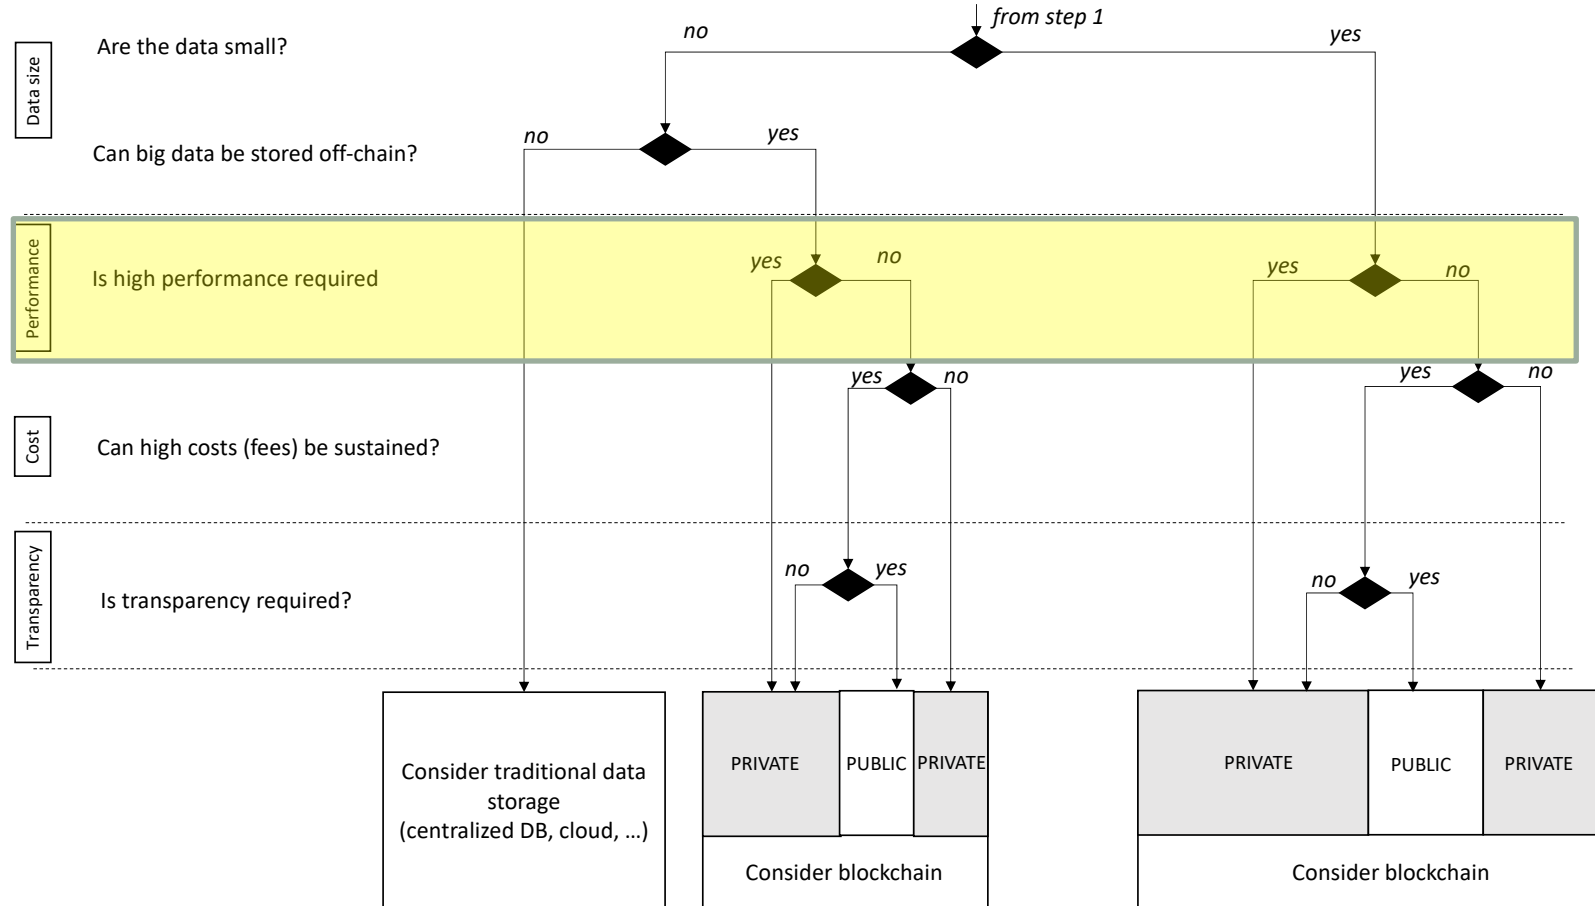 from step 1
no
yes
Data size
Are the data small?
no
yes
Can big data be stored off-chain?
Performance
Is high performance required
yes
no
yes
no
yes
no
yes
no
Cost
Can high costs (fees) be sustained?
Transparency
Is transparency required?
no
yes
no
yes
Consider traditional data
storage
(centralized DB, cloud, …)
PRIVATE
PUBLIC
PRIVATE
Consider blockchain
PRIVATE
PUBLIC
PRIVATE
Consider blockchain